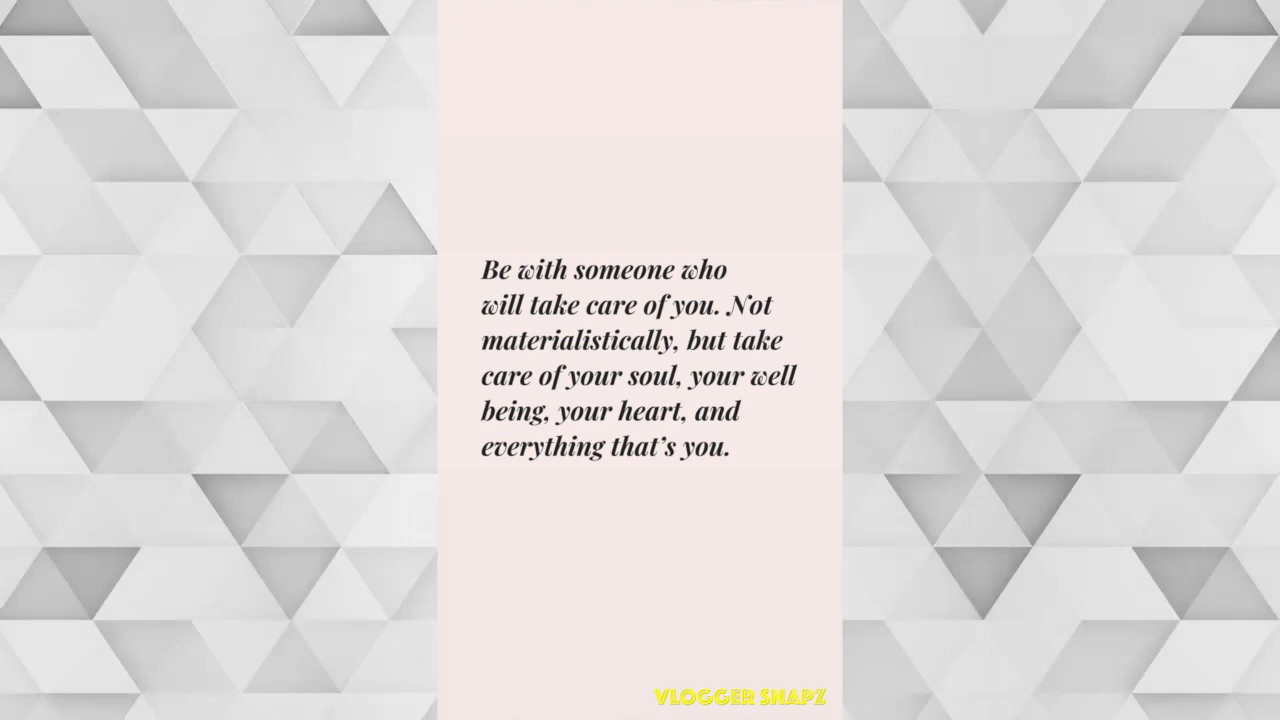 Be with someone who
will take care of you. Not
materialistically, but take
care of your soul, your well
being, your heart, and
everything that's you.
VLOGGER SNAPZ